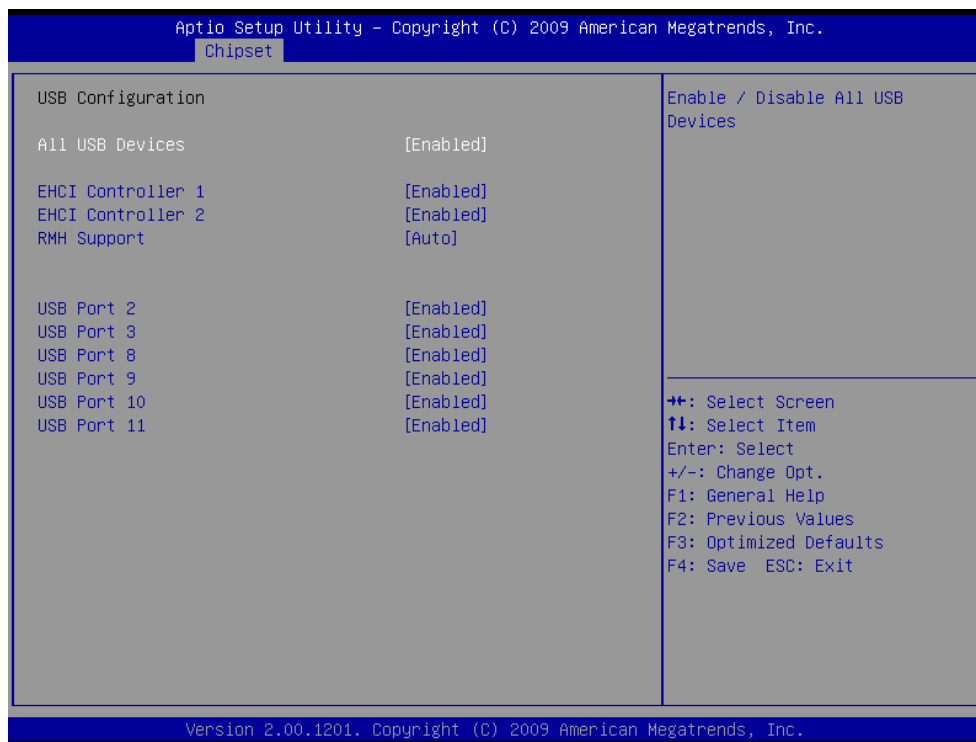 Aptio Setup Utility – Copyright (C) 2009 American Megatrends, Inc.
Chipset
USB Configuration
All USB Devices [Enabled]
EHCI Controller 1 [Enabled]
EHCI Controller 2 [Enabled]
RMH Support [Auto]
USB Port 2 [Enabled]
USB Port 3 [Enabled]
USB Port 8 [Enabled]
USB Port 9 [Enabled]
USB Port 10 [Enabled]
USB Port 11 [Enabled]
Enable / Disable All USB
Devices
→←: Select Screen
↑↓: Select Item
Enter: Select
+/-: Change Opt.
F1: General Help
F2: Previous Values
F3: Optimized Defaults
F4: Save  ESC: Exit
Version 2.00.1201. Copyright (C) 2009 American Megatrends, Inc.